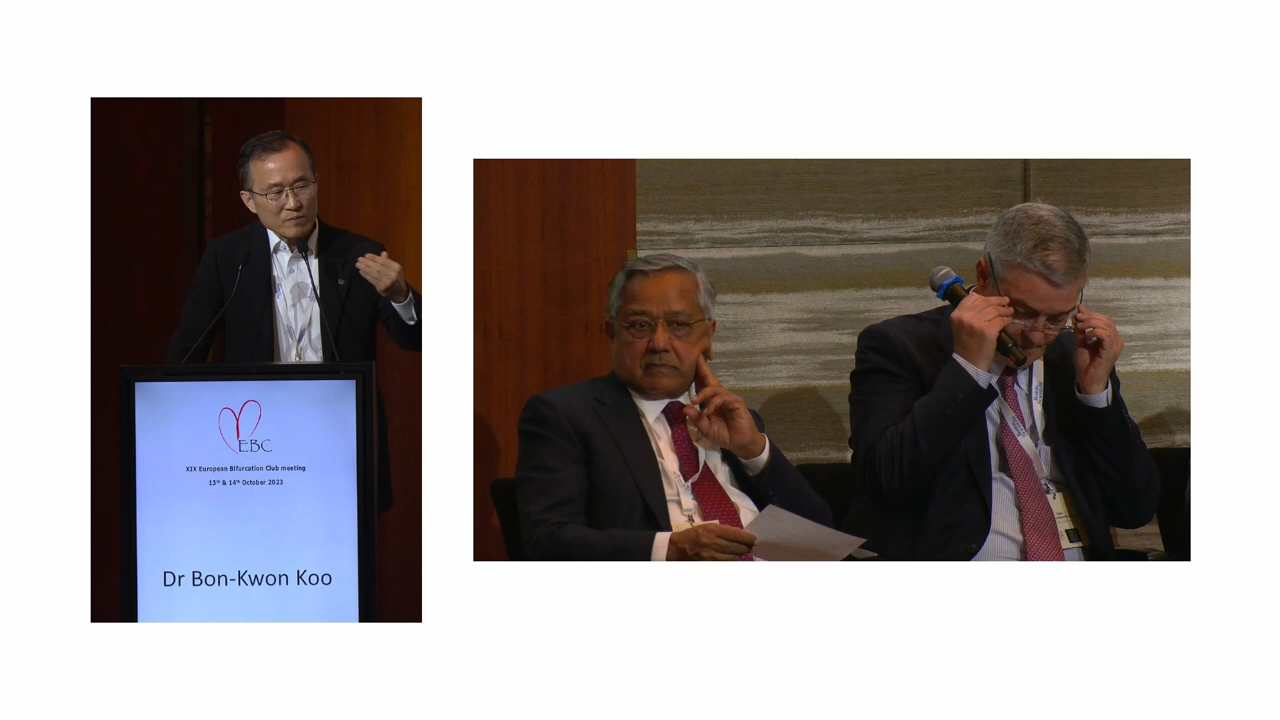 EBC
XIX European Bifurcation Club meeting
13th & 14th October 2023
Dr Bon-Kwon Koo